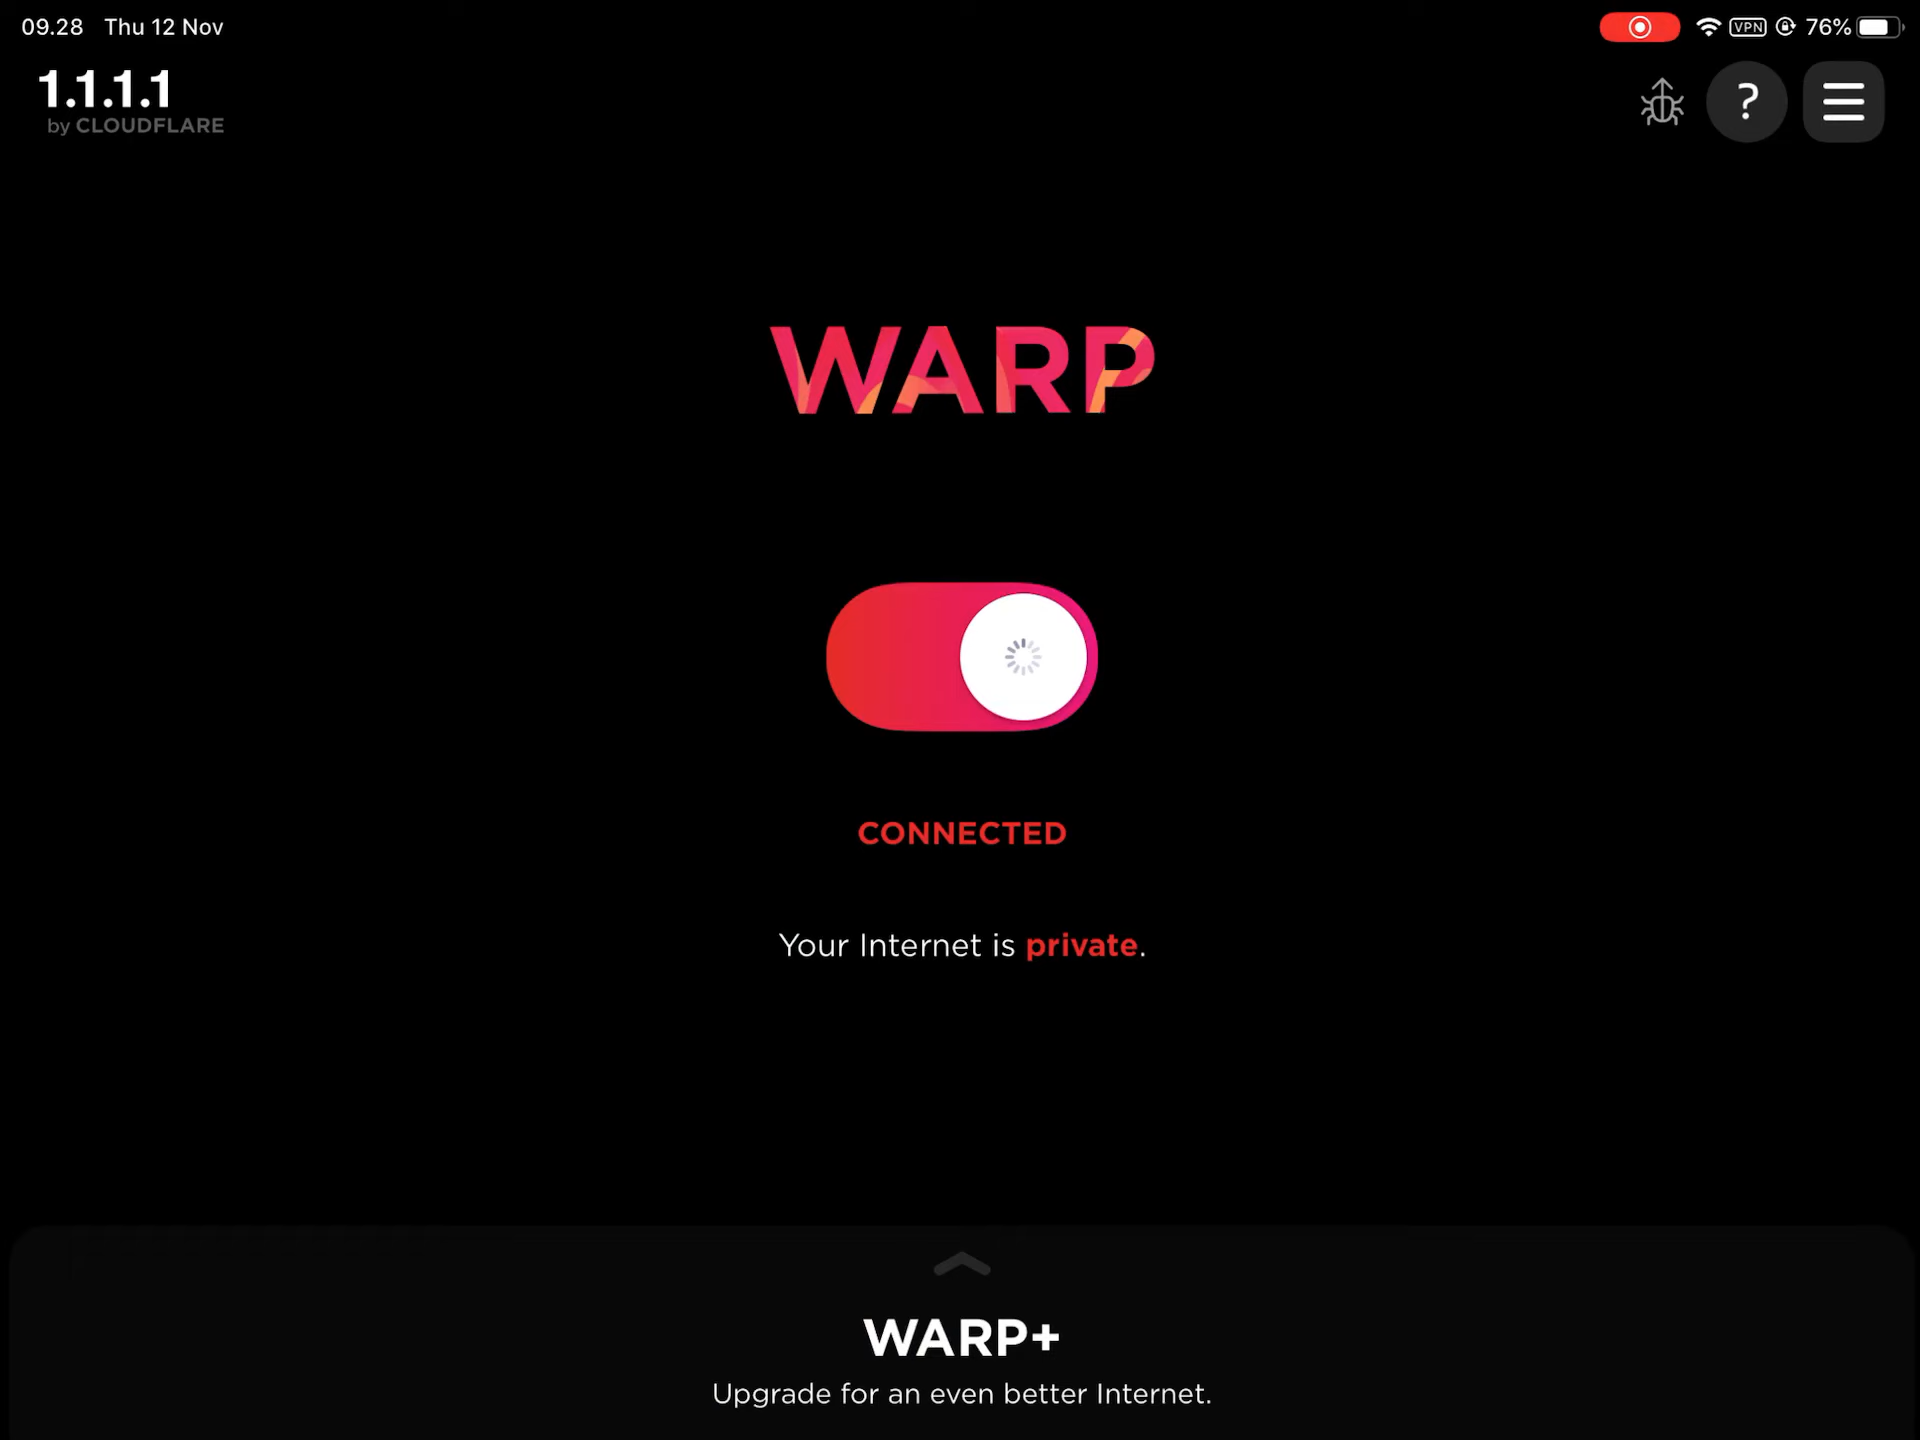 09.28 Thu 12 Nov
VPN 76%
1.1.1.1
by CLOUDFLARE
?
WARP
CONNECTED
Your Internet is private.
WARP+
Upgrade for an even better Internet.